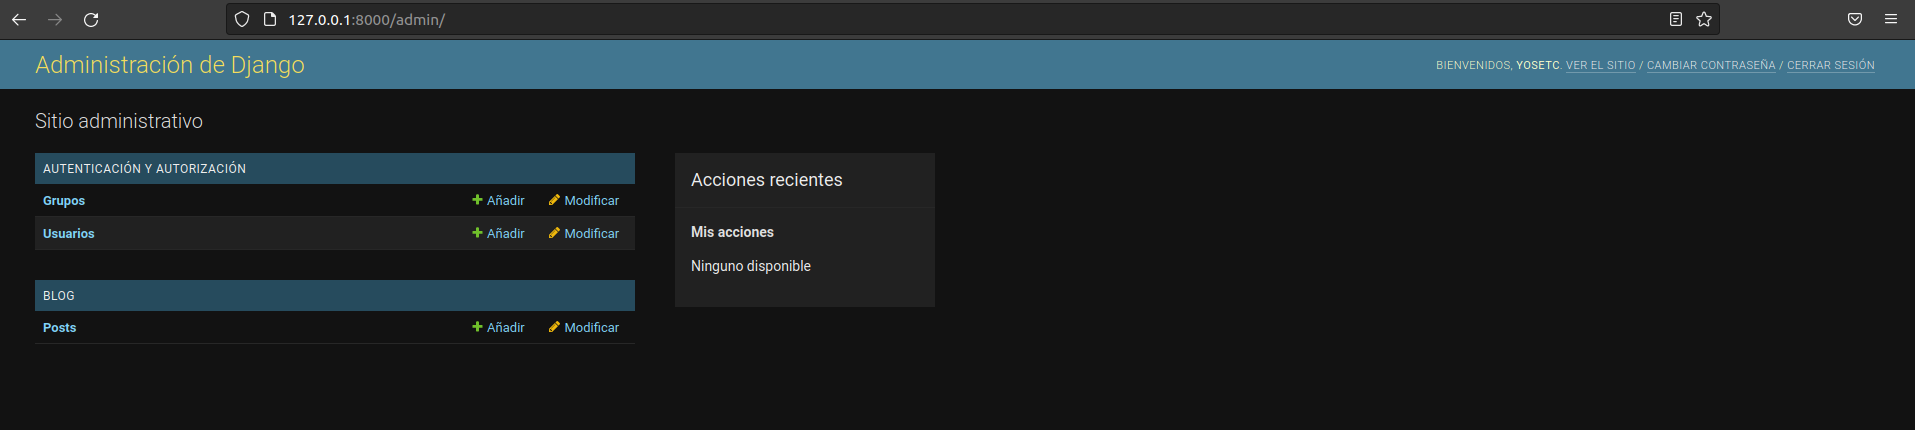 127.0.0.1:8000/admin/
Administración de Django
BIENVENIDOS, YOSETC. VER EL SITIO / CAMBIAR CONTRASEÑA / CERRAR SESIÓN
Sitio administrativo
AUTENTICACIÓN Y AUTORIZACIÓN
Grupos Añadir Modificar
Usuarios Añadir Modificar
BLOG
Posts Añadir Modificar
Acciones recientes
Mis acciones
Ninguno disponible